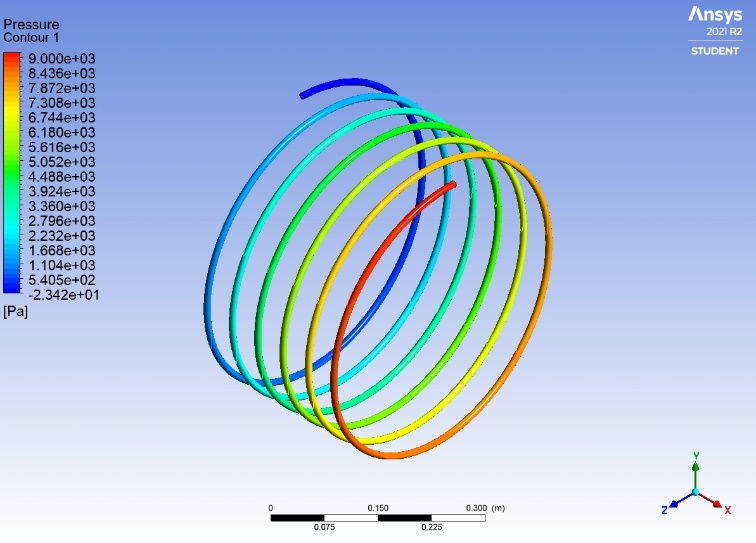 Pressure
Contour 1
9.000e+03
8.436e+03
7.872e+03
7.308e+03
6.744e+03
6.180e+03
5.616e+03
5.052e+03
4.488e+03
3.924e+03
3.360e+03
2.796e+03
2.232e+03
1.668e+03
1.104e+03
5.405e+02
-2.342e+01
[Pa]
Ansys
2021 R2
STUDENT
0 0.150 0.300 (m)
0.075 0.225
Y
Z X